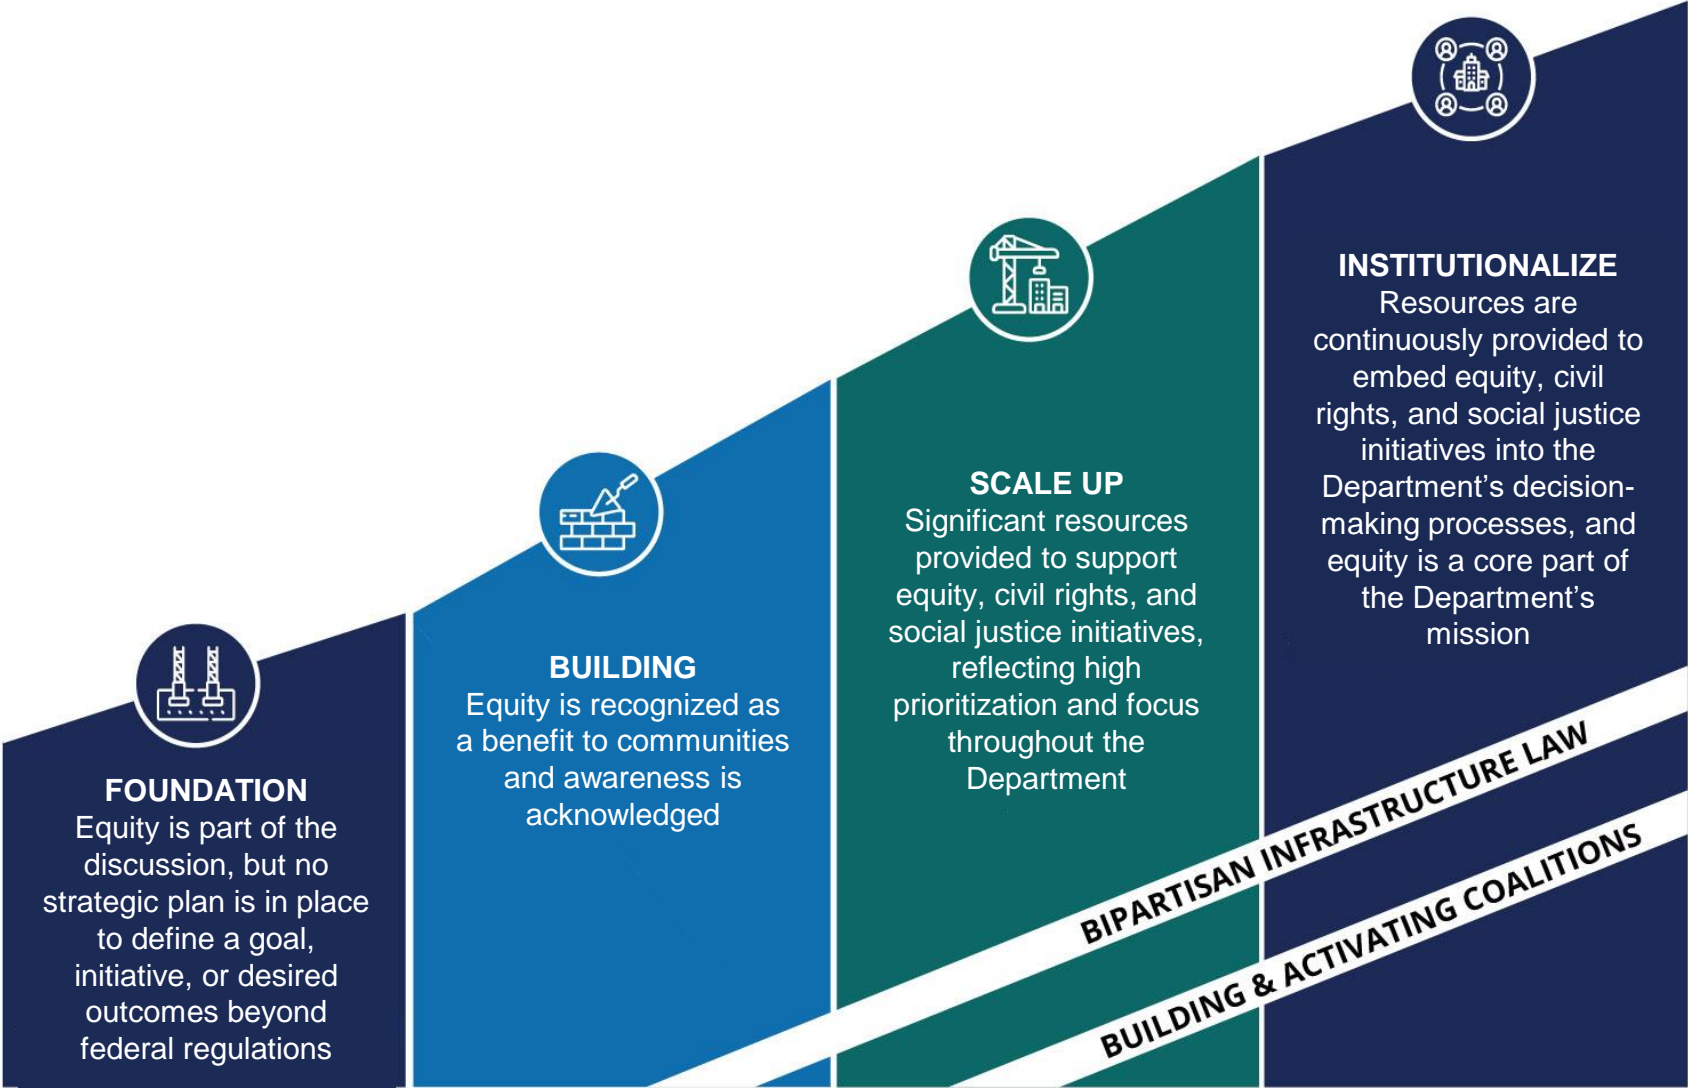 FOUNDATION
Equity is part of the
discussion, but no
strategic plan is in place
to define a goal,
initiative, or desired
outcomes beyond
federal regulations
BUILDING
Equity is recognized as
a benefit to communities
and awareness is
acknowledged
SCALE UP
Significant resources
provided to support
equity, civil rights, and
social justice initiatives,
reflecting high
prioritization and focus
throughout the
Department
INSTITUTIONALIZE
Resources are
continuously provided to
embed equity, civil
rights, and social justice
initiatives into the
Department’s decision-
making processes, and
equity is a core part of
the Department’s
mission
BIPARTISAN INFRASTRUCTURE LAW
BUILDING & ACTIVATING COALITIONS